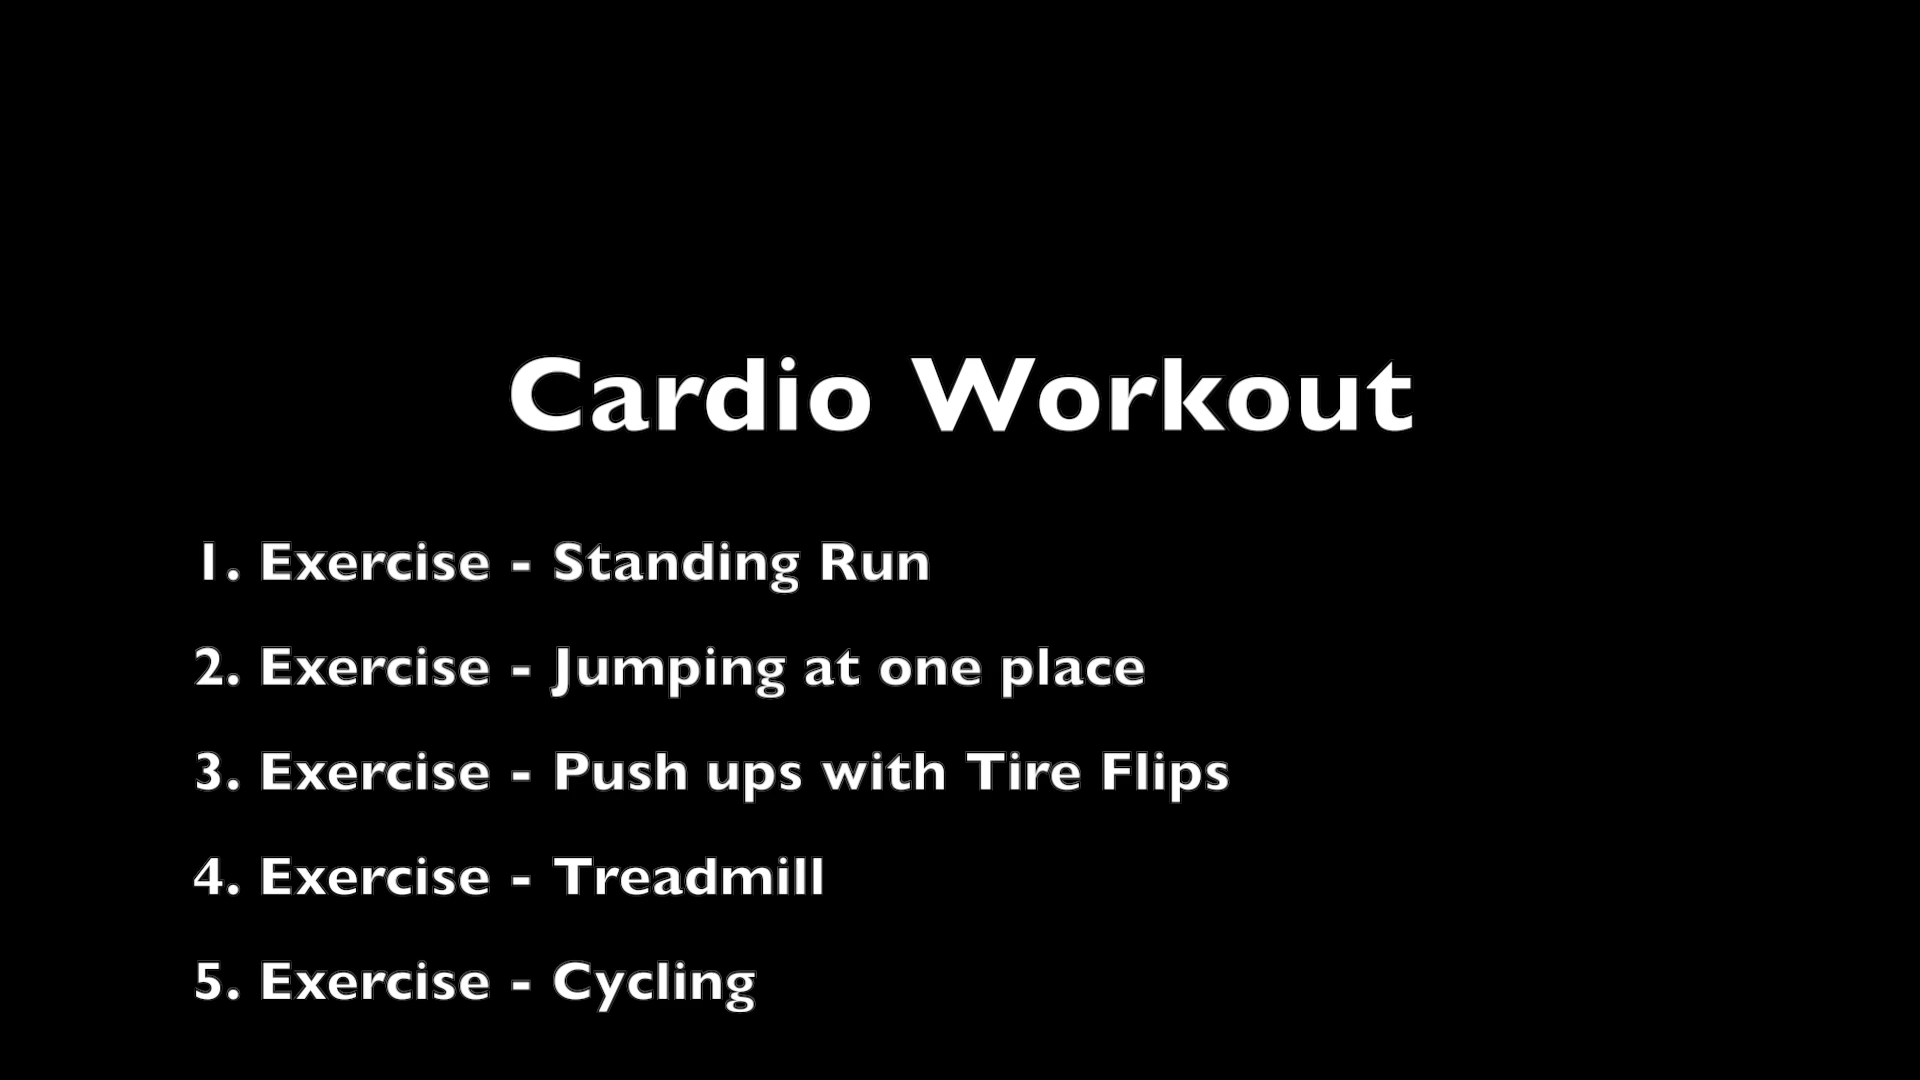 Cardio Workout
1. Exercise - Standing Run
2. Exercise - Jumping at one place
3. Exercise - Push ups with Tire Flips
4. Exercise - Treadmill
5. Exercise - Cycling